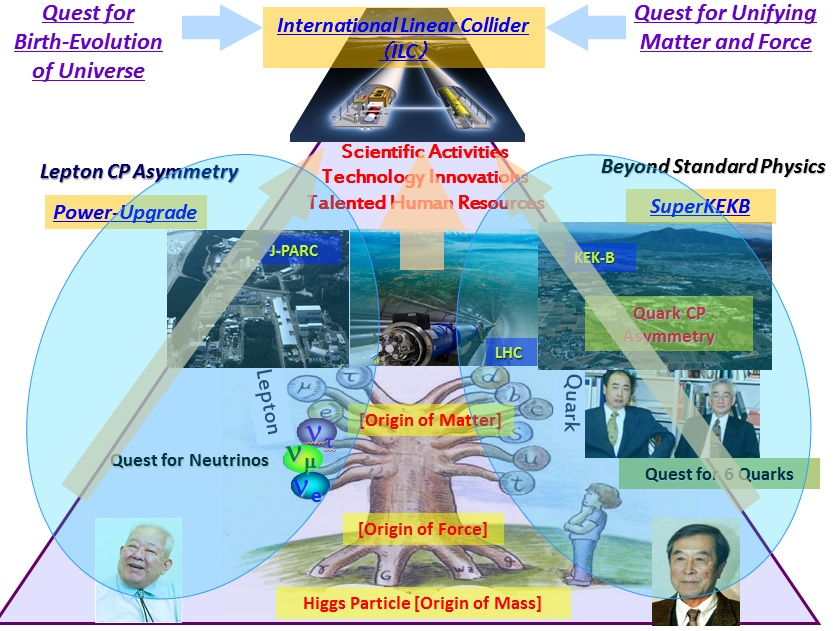 Quest for
Birth-Evolution
of Universe
International Linear Collider
(ILC)
Quest for Unifying
Matter and Force
Scientific Activities
Technology Innovations
Talented Human Resources
Lepton CP Asymmetry
Power-Upgrade
Beyond Standard Physics
SuperKEKB
J-PARC
KEK-B
Quark CP
Asymmetry
LHC
Lepton
Quark
μ
τ
e
d
b
c
s
u
t
[Origin of Matter]
ντ
νμ
νe
Quest for Neutrinos
Quest for 6 Quarks
[Origin of Force]
γ
G
W
g
Higgs Particle [Origin of Mass]